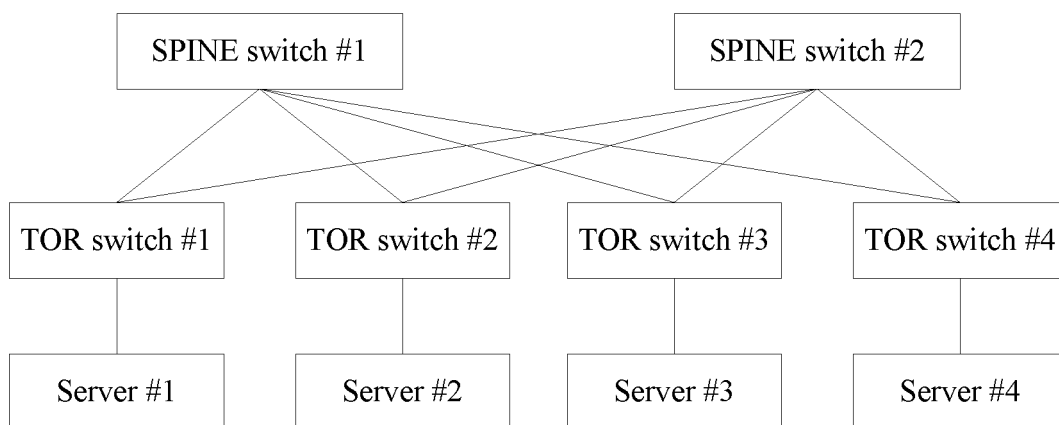 SPINE switch #1
SPINE switch #2
TOR switch #1
TOR switch #2
TOR switch #3
TOR switch #4
Server #1
Server #2
Server #3
Server #4